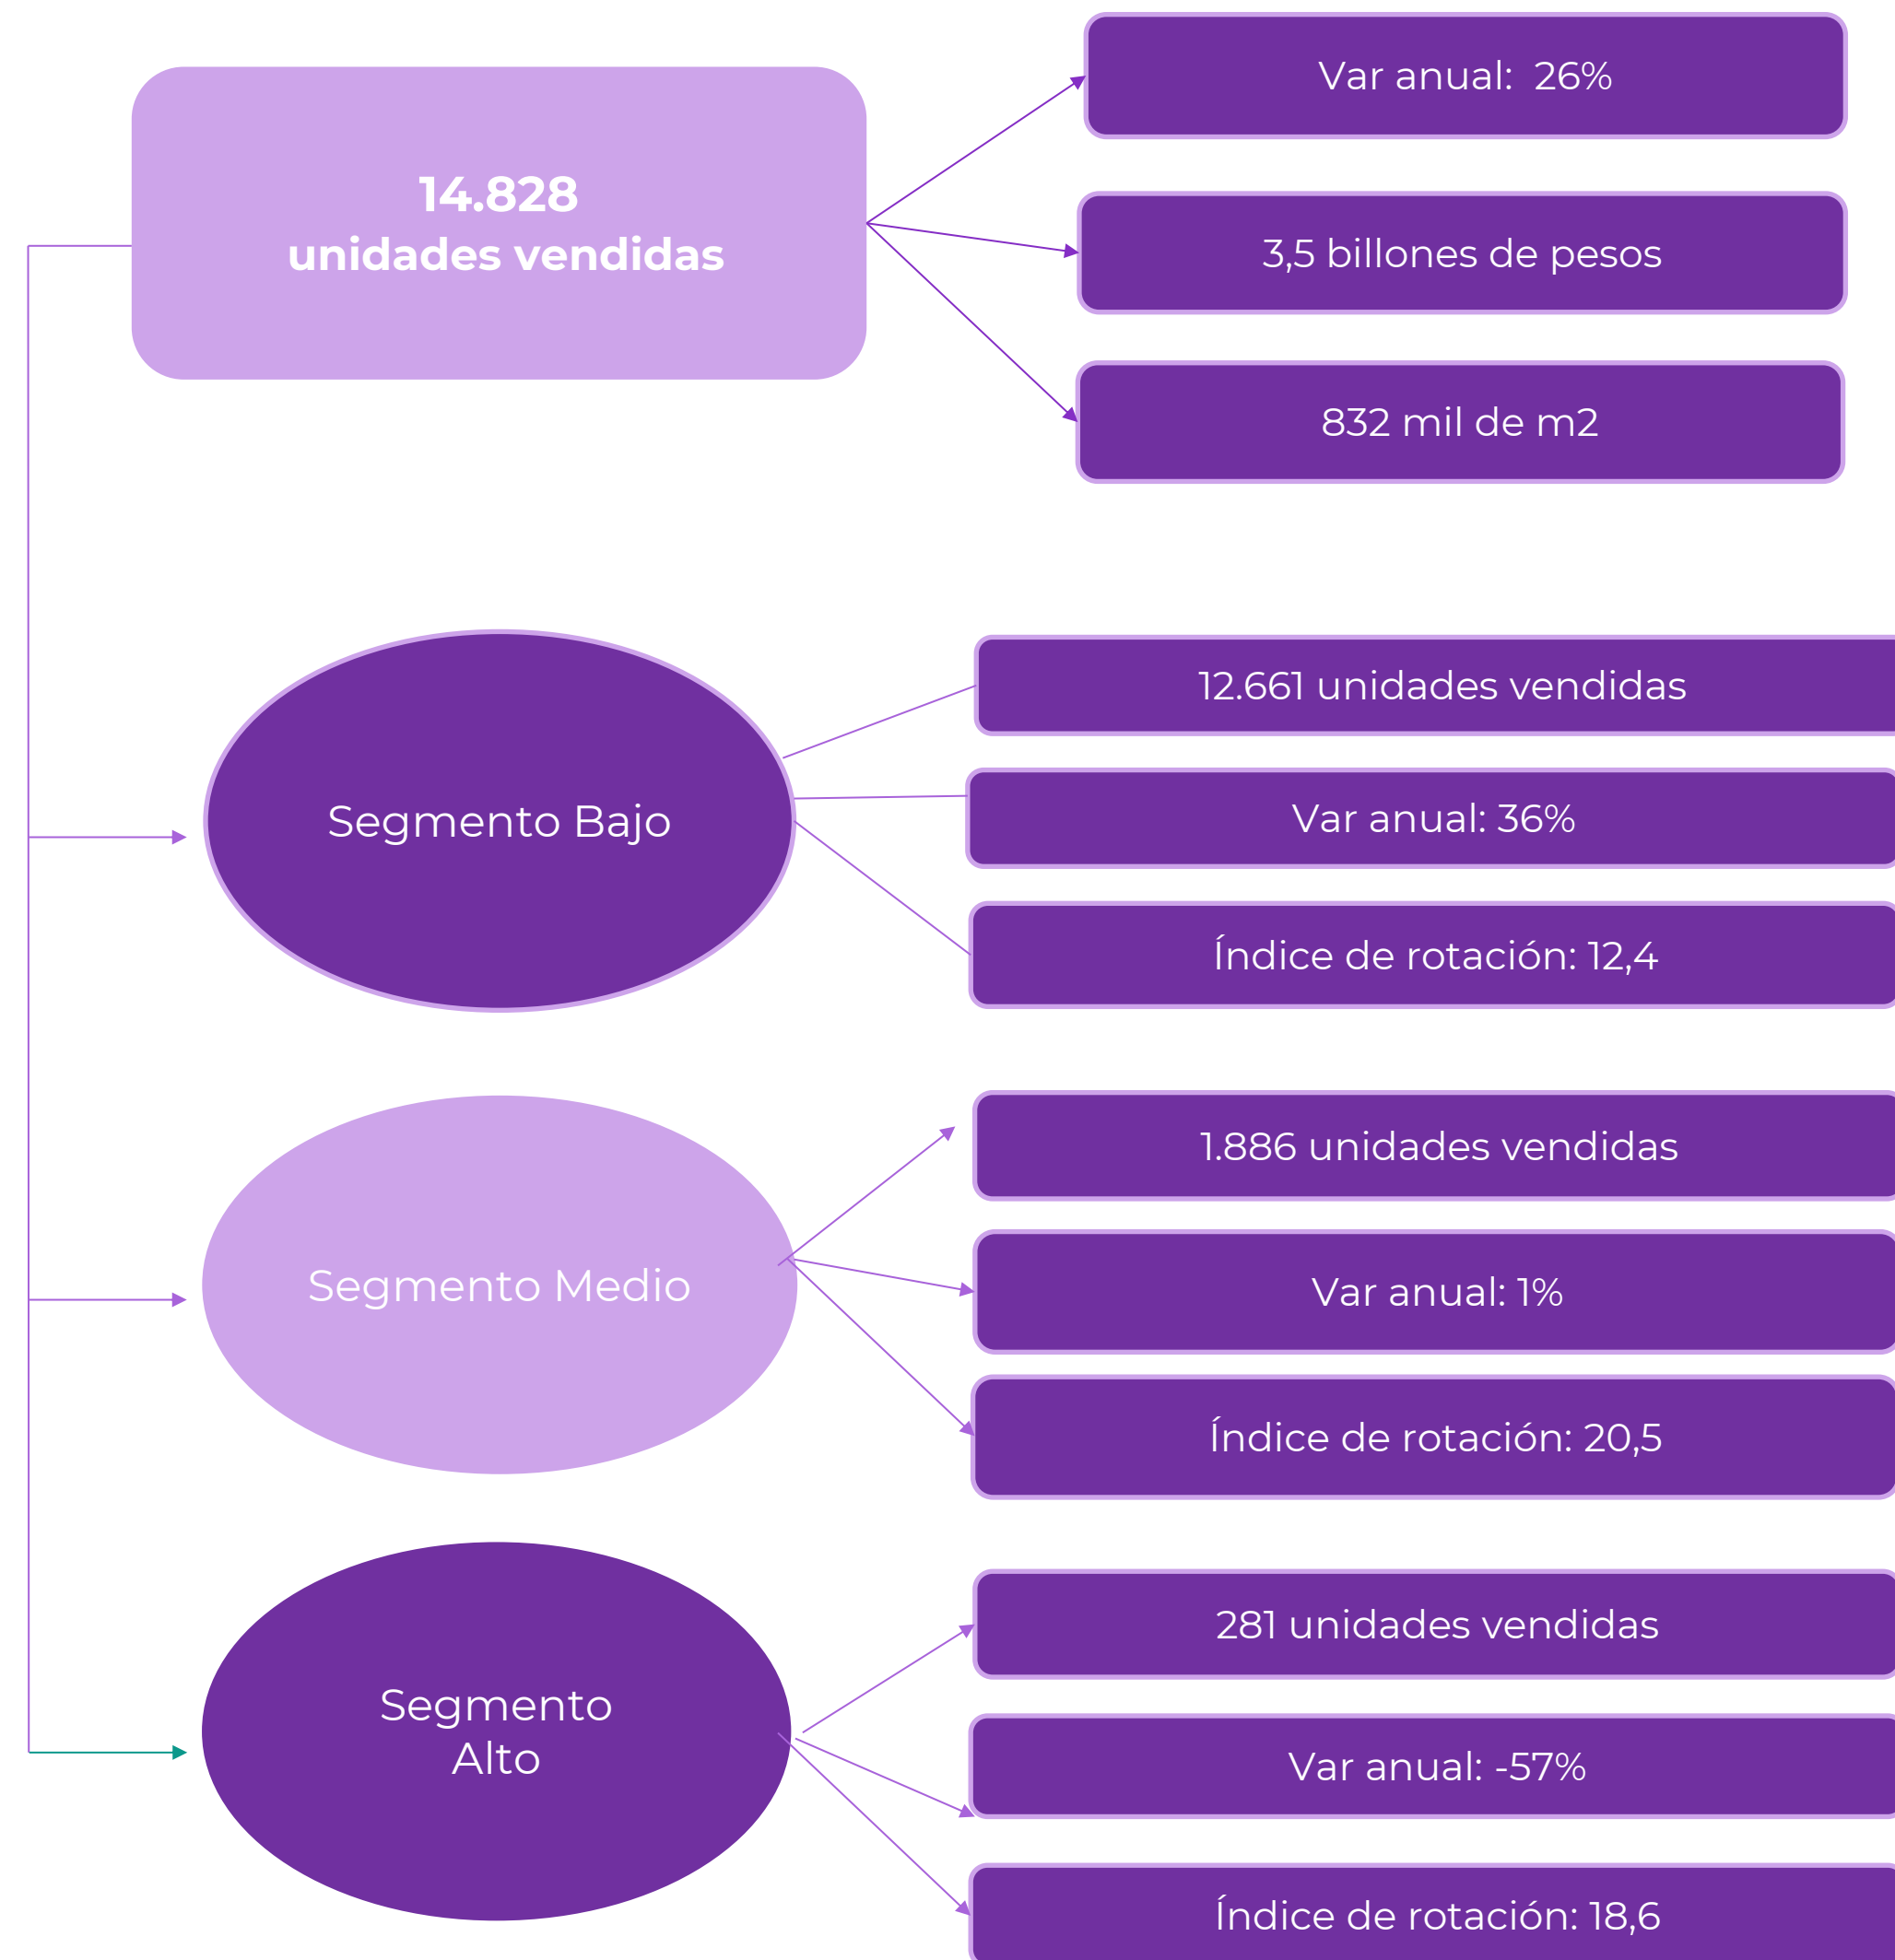 14.828
unidades vendidas
Var anual: 26%
3,5 billones de pesos
832 mil de m2
Segmento Bajo
12.661 unidades vendidas
Var anual: 36%
Índice de rotación: 12,4
Segmento Medio
1.886 unidades vendidas
Var anual: 1%
Índice de rotación: 20,5
Segmento
Alto
281 unidades vendidas
Var anual: -57%
Índice de rotación: 18,6